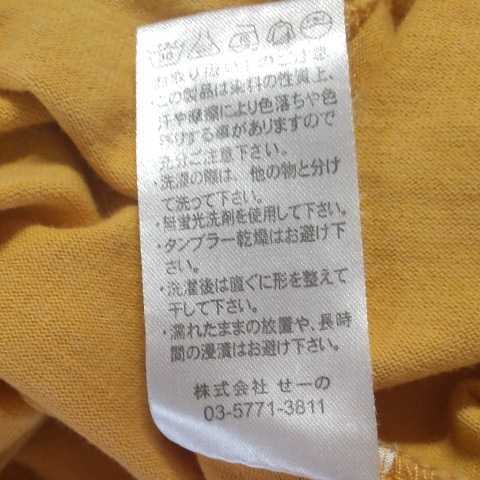 お取り扱い上のご注意
・この製品は染料の性質上、
汗や摩擦により色落ちや色
移りする事がありますので
充分ご注意下さい。
・洗濯の際は、他の物と分け
て洗って下さい。
・無蛍光洗剤を使用して下さい。
・タンブラー乾燥はお避け下
さい。
・洗濯後は直ぐに形を整えて
干して下さい。
・濡れたままの放置や、長時
間の浸漬はお避け下さい。
株式会社 せーの
03-5771-3811